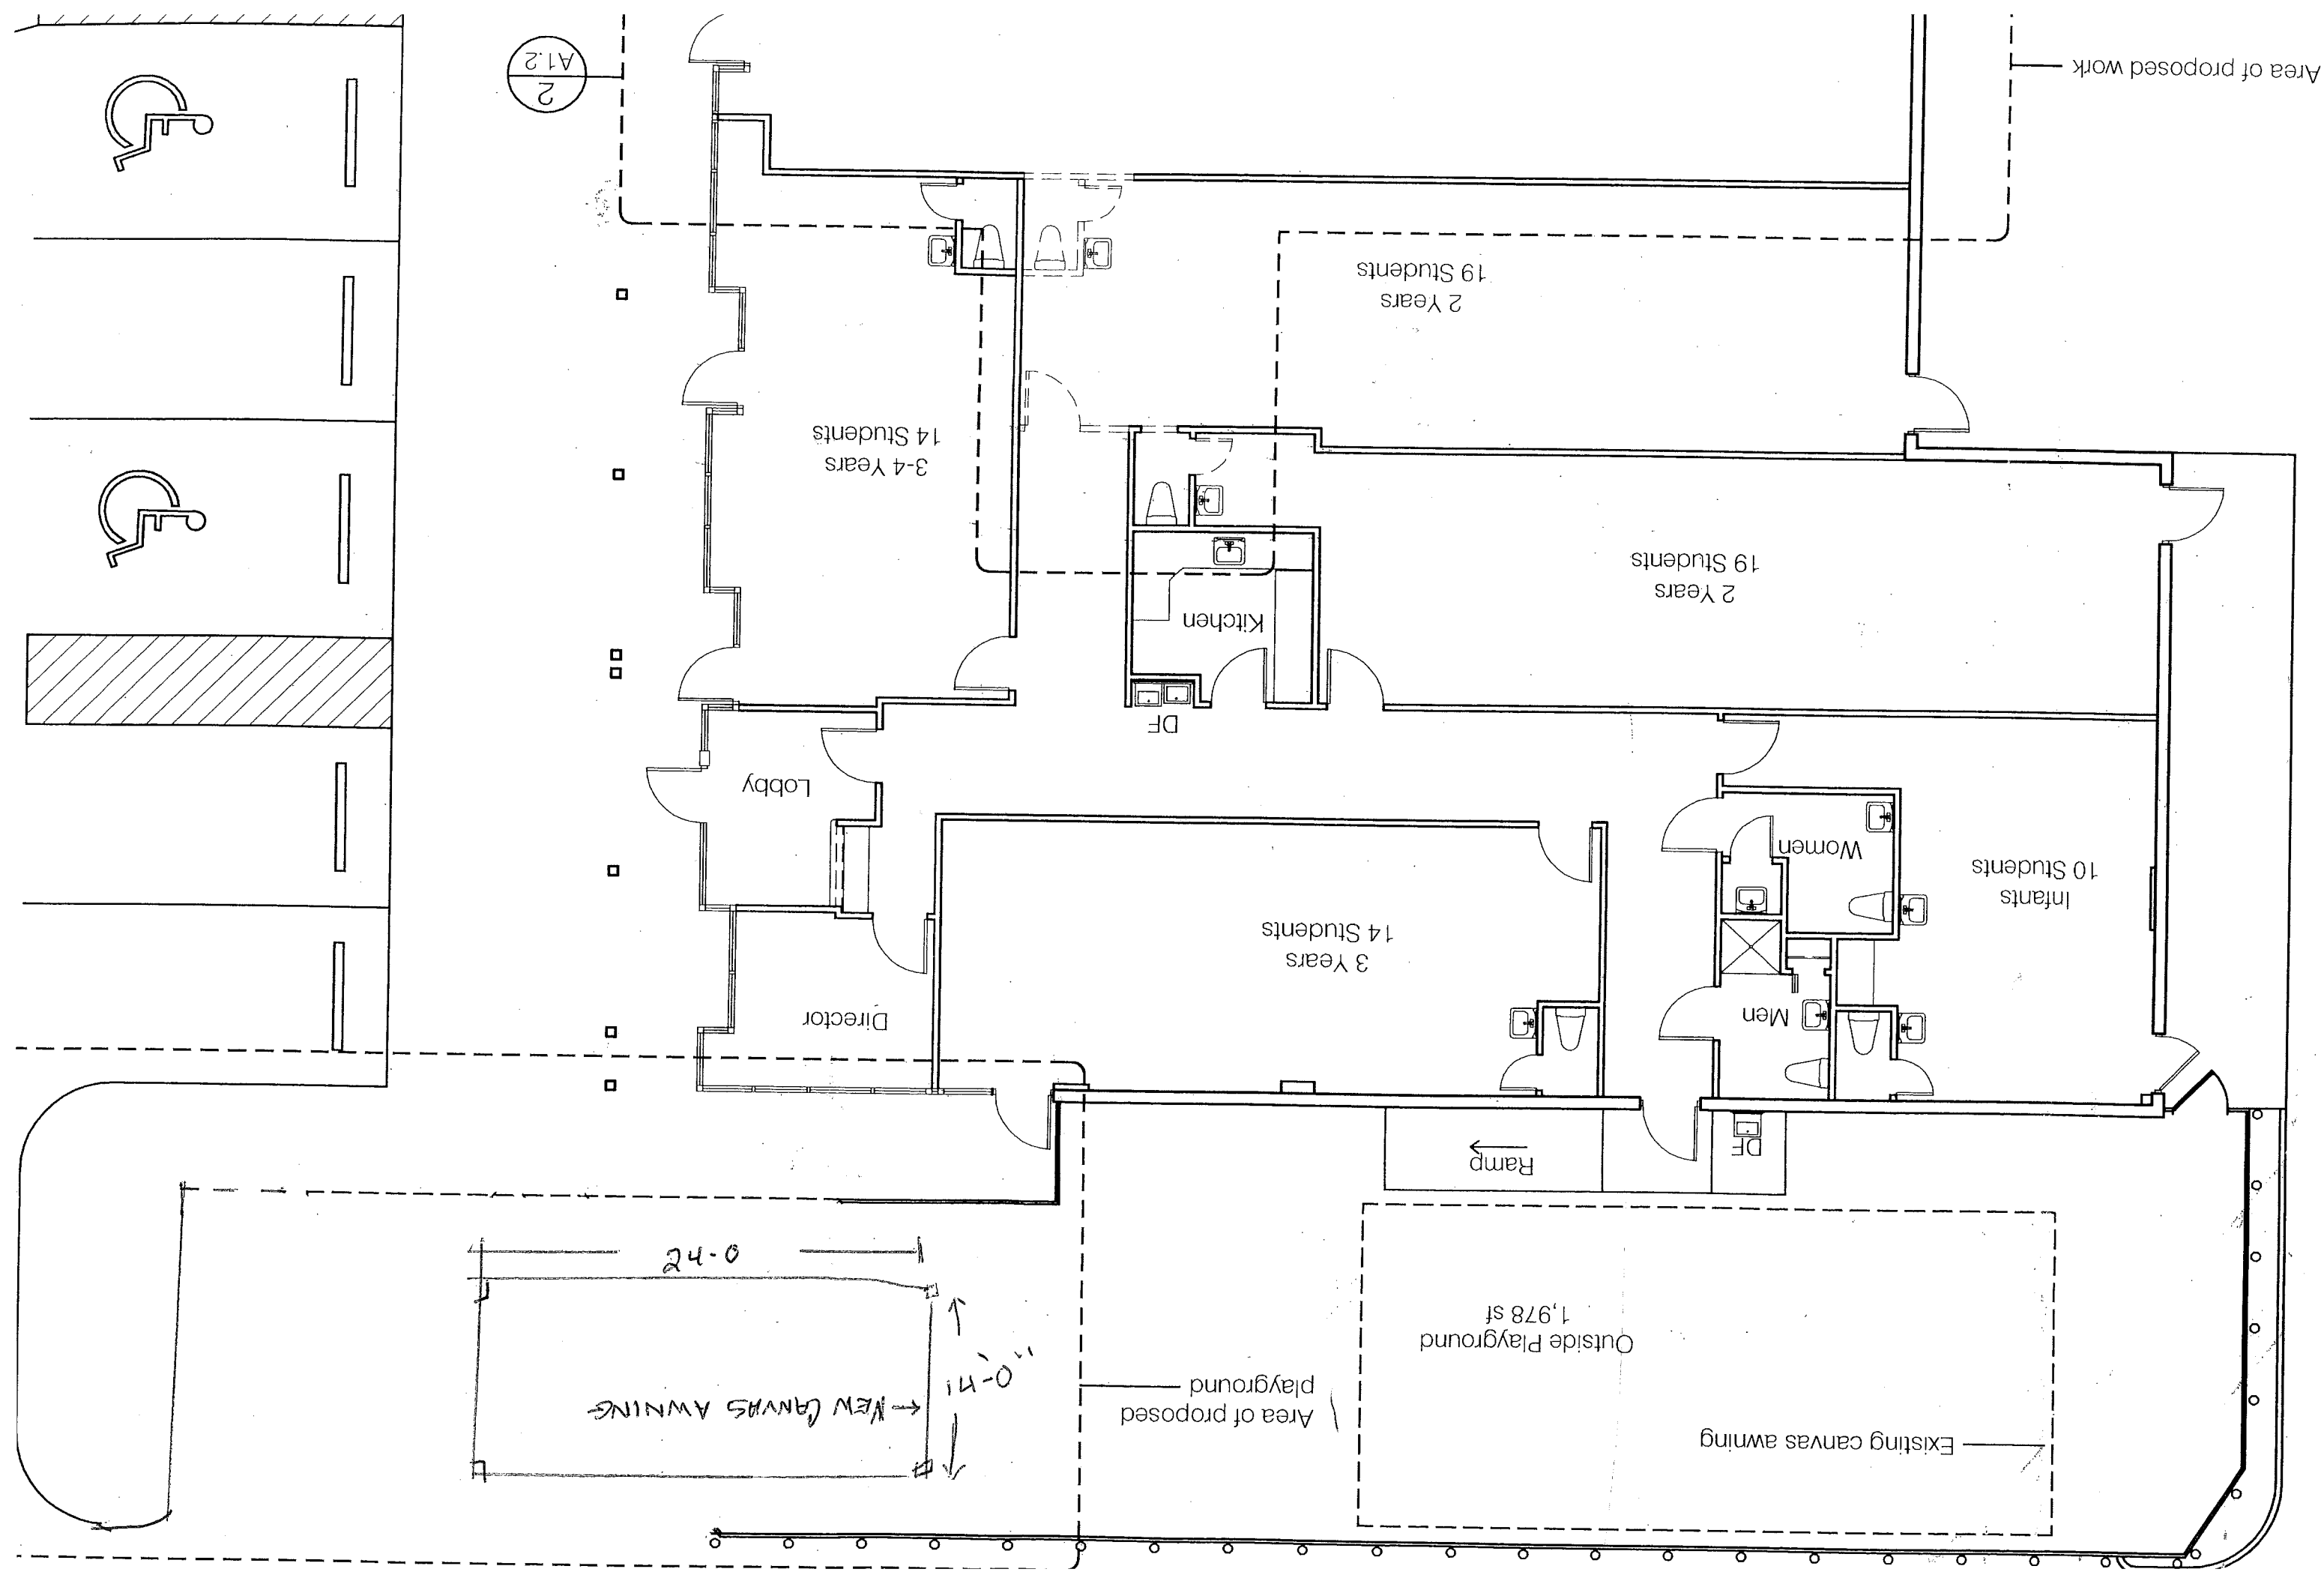 Existing canvas awning
Area of proposed
playground
NEW CANVAS AWNING
14'-0"
Outside Playground
1,978 sf
24-0
Ramp
DF
Men
Director
3 Years
14 Students
Infants
10 Students
Women
Lobby
DF
Kitchen
2 Years
19 Students
3-4 Years
14 Students
2 Years
19 Students
2
A1.2
Area of proposed work